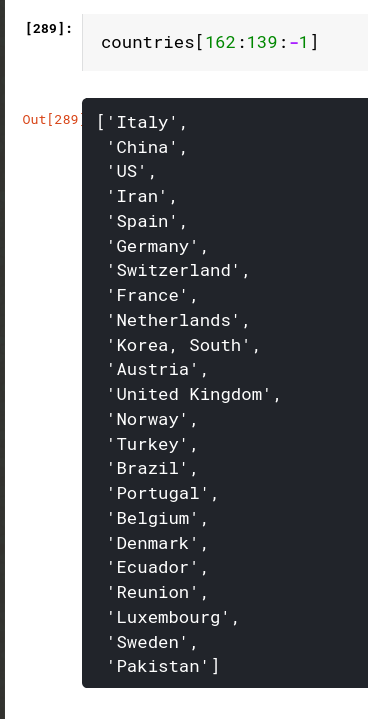 [289]:
countries[162:139:-1]
Out[289]
['Italy',
'China',
'US',
'Iran',
'Spain',
'Germany',
'Switzerland',
'France',
'Netherlands',
'Korea, South',
'Austria',
'United Kingdom',
'Norway',
'Turkey',
'Brazil',
'Portugal',
'Belgium',
'Denmark',
'Ecuador',
'Reunion',
'Luxembourg',
'Sweden',
'Pakistan']